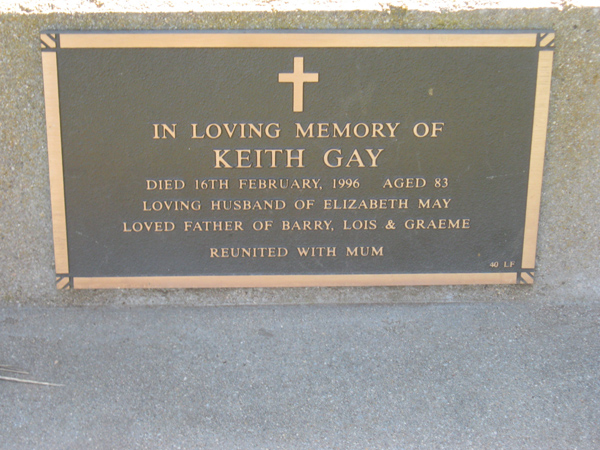 IN LOVING MEMORY OF
KEITH GAY
DIED 16TH FEBRUARY, 1996 AGED 83
LOVING HUSBAND OF ELIZABETH MAY
LOVED FATHER OF BARRY, LOIS & GRAEME
REUNITED WITH MUM
40 LF